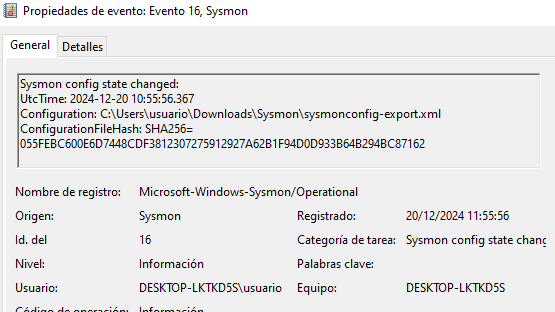 Propiedades de evento: Evento 16, Sysmon
General Detalles
Sysmon config state changed:
UtcTime: 2024-12-20 10:55:56.367
Configuration: C:\Users\usuario\Downloads\Sysmon\sysmonconfig-export.xml
ConfigurationFileHash: SHA256=
055FEBC600E6D7448CDF3812307275912927A62B1F94D0D933B64B294BC87162
Nombre de registro: Microsoft-Windows-Sysmon/Operational
Origen: Sysmon Registrado: 20/12/2024 11:55:56
Id. del 16 Categoría de tarea: Sysmon config state chang
Nivel: Información Palabras clave:
Usuario: DESKTOP-LKTKD5S\usuario Equipo: DESKTOP-LKTKD5S
Código de operación: Información